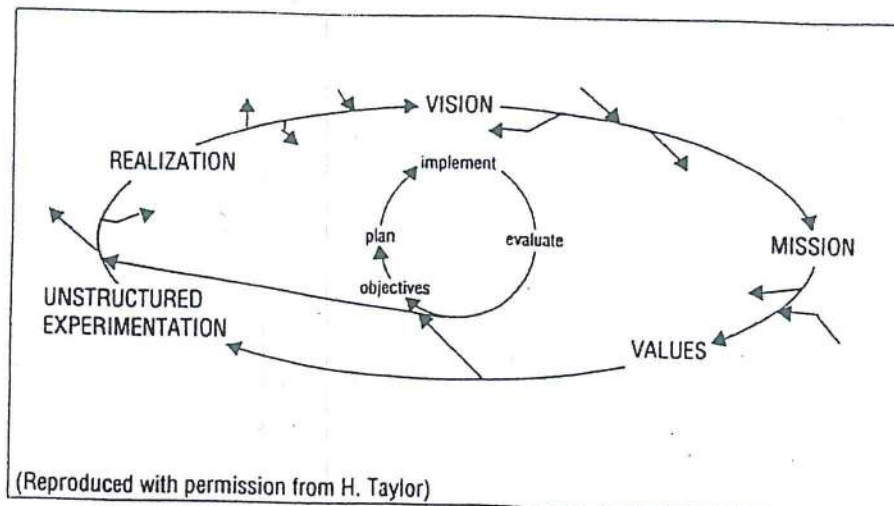 VISION
implement
REALIZATION
plan
evaluate
MISSION
objectives
UNSTRUCTURED
EXPERIMENTATION
VALUES
(Reproduced with permission from H. Taylor)